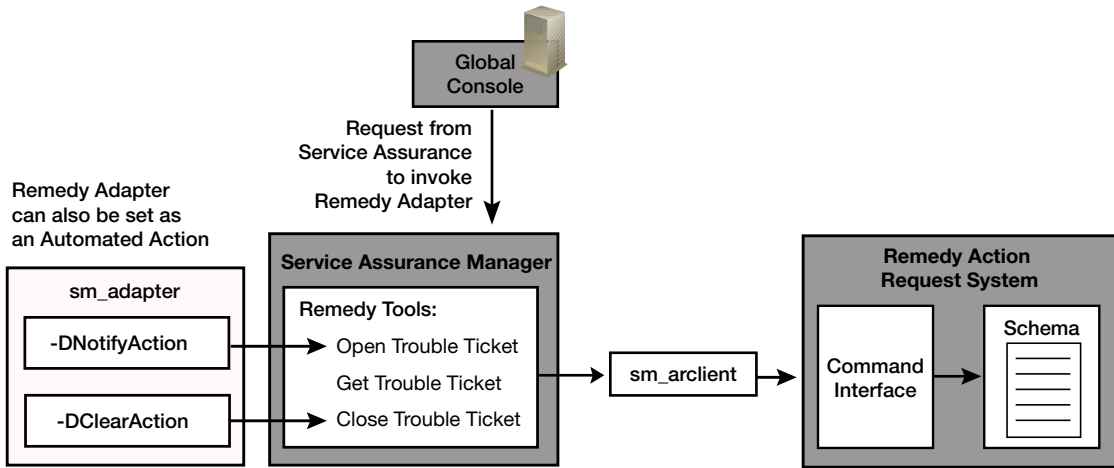 Global
Console
Request from
Service Assurance
to invoke
Remedy Adapter
Remedy Adapter
can also be set as
an Automated Action
sm_adapter
-DNotifyAction
-DClearAction
Service Assurance Manager
Remedy Tools:
Open Trouble Ticket
Get Trouble Ticket
Close Trouble Ticket
sm_arclient
Remedy Action
Request System
Command
Interface
Schema